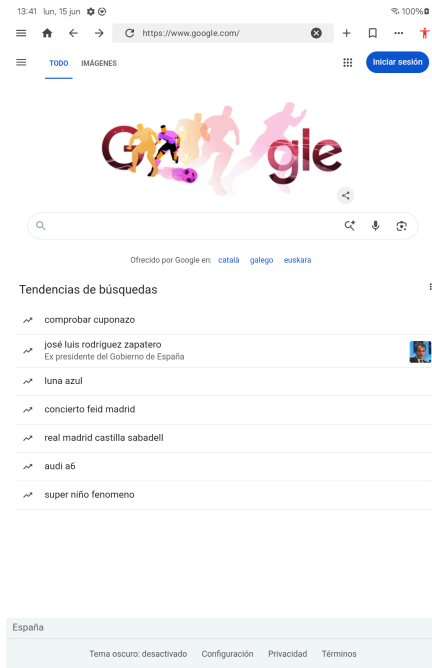 13:41 lun, 15 jun 100%
https://www.google.com/
TODO IMÁGENES Iniciar sesión
G gle
Ofrecido por Google en: català galego euskara
Tendencias de búsquedas
comprobar cuponazo
josé luis rodríguez zapatero
Ex presidente del Gobierno de España
luna azul
concierto feid madrid
real madrid castilla sabadell
audi a6
super niño fenomeno
España
Tema oscuro: desactivado Configuración Privacidad Términos